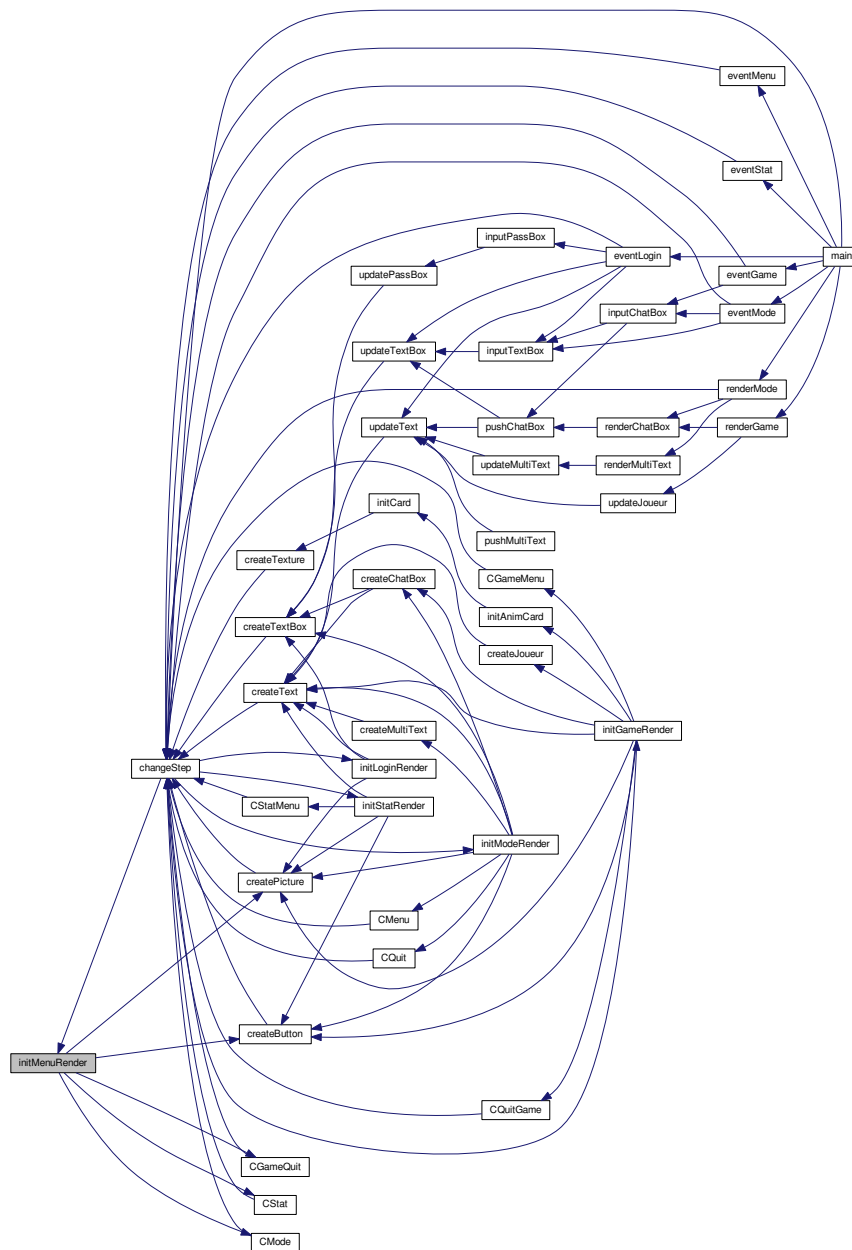 eventMenu
eventStat
inputPassBox
eventLogin
main
updatePassBox
eventGame
inputChatBox
eventMode
updateTextBox
inputTextBox
renderMode
updateText
pushChatBox
renderChatBox
renderGame
updateMultiText
renderMultiText
initCard
updateJoueur
pushMultiText
createTexture
createChatBox
CGameMenu
initAnimCard
createTextBox
createJoueur
createText
createMultiText
initGameRender
changeStep
initLoginRender
CStatMenu
initStatRender
initModeRender
createPicture
CMenu
CQuit
createButton
initMenuRender
CQuitGame
CGameQuit
CStat
CMode